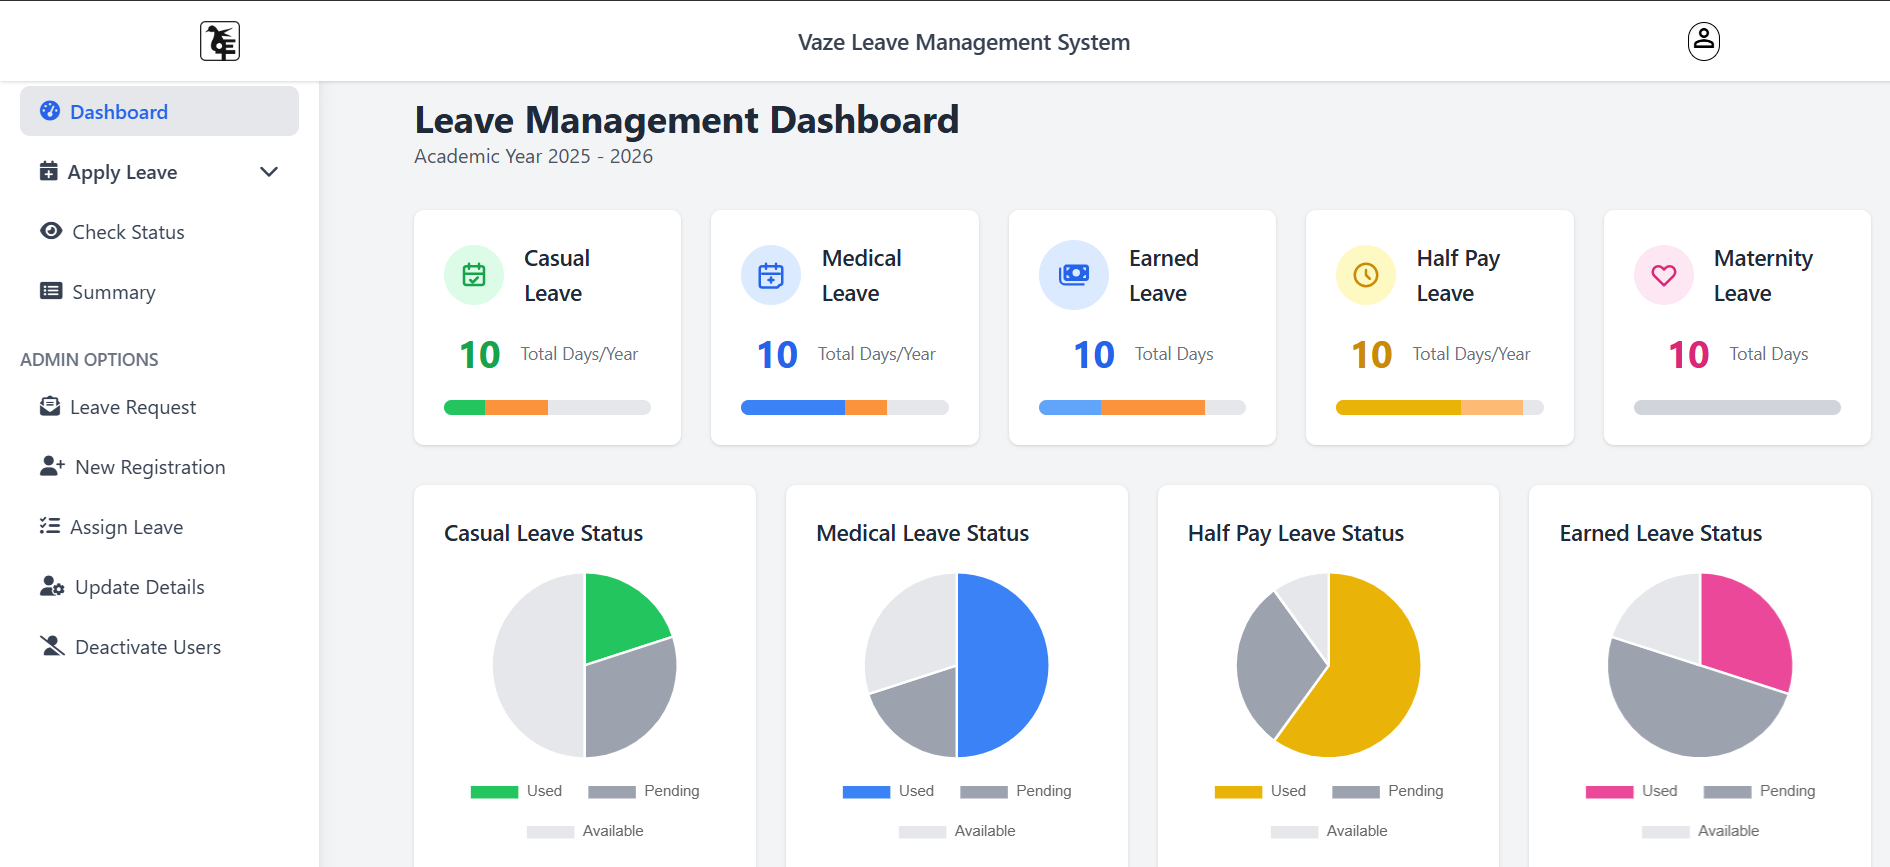 Vaze Leave Management System
Dashboard
Apply Leave
Check Status
Summary
ADMIN OPTIONS
Leave Request
New Registration
Assign Leave
Update Details
Deactivate Users
Leave Management Dashboard
Academic Year 2025 - 2026
Casual
Leave
10 Total Days/Year
Medical
Leave
10 Total Days/Year
Earned
Leave
10 Total Days
Half Pay
Leave
10 Total Days/Year
Maternity
Leave
10 Total Days
Casual Leave Status
Used Pending
Available
Medical Leave Status
Used Pending
Available
Half Pay Leave Status
Used Pending
Available
Earned Leave Status
Used Pending
Available